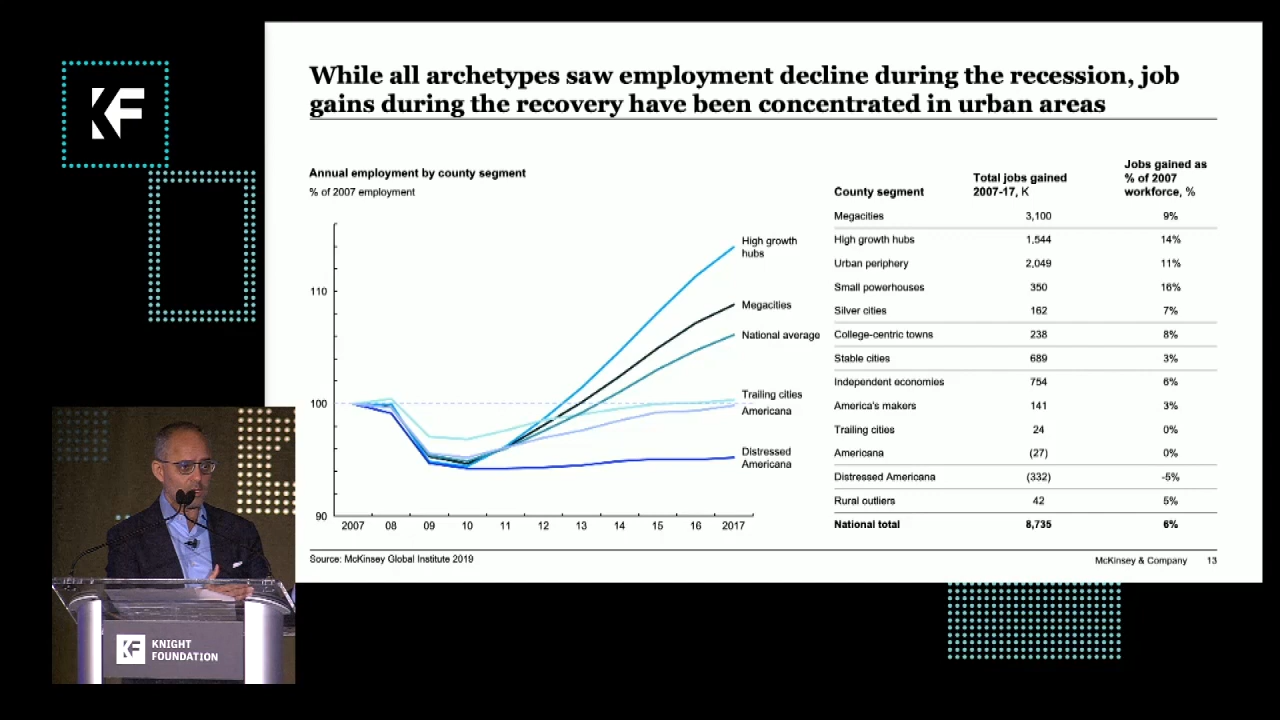 KF
While all archetypes saw employment decline during the recession, job
gains during the recovery have been concentrated in urban areas
Annual employment by county segment
% of 2007 employment
110
100
90
2007 08 09 10 11 12 13 14 15 16 2017
High growth
hubs
Megacities
National average
Trailing cities
Americana
Distressed
Americana
County segment Total jobs gained 2007-17, K Jobs gained as % of 2007 workforce, %
Megacities 3,100 9%
High growth hubs 1,544 14%
Urban periphery 2,049 11%
Small powerhouses 350 16%
Silver cities 162 7%
College-centric towns 238 8%
Stable cities 689 3%
Independent economies 754 6%
America's makers 141 3%
Trailing cities 24 0%
Americana (27) 0%
Distressed Americana (332) -5%
Rural outliers 42 5%
National total 8,735 6%
Source: McKinsey Global Institute 2019
McKinsey & Company 13
KF KNIGHT
FOUNDATION